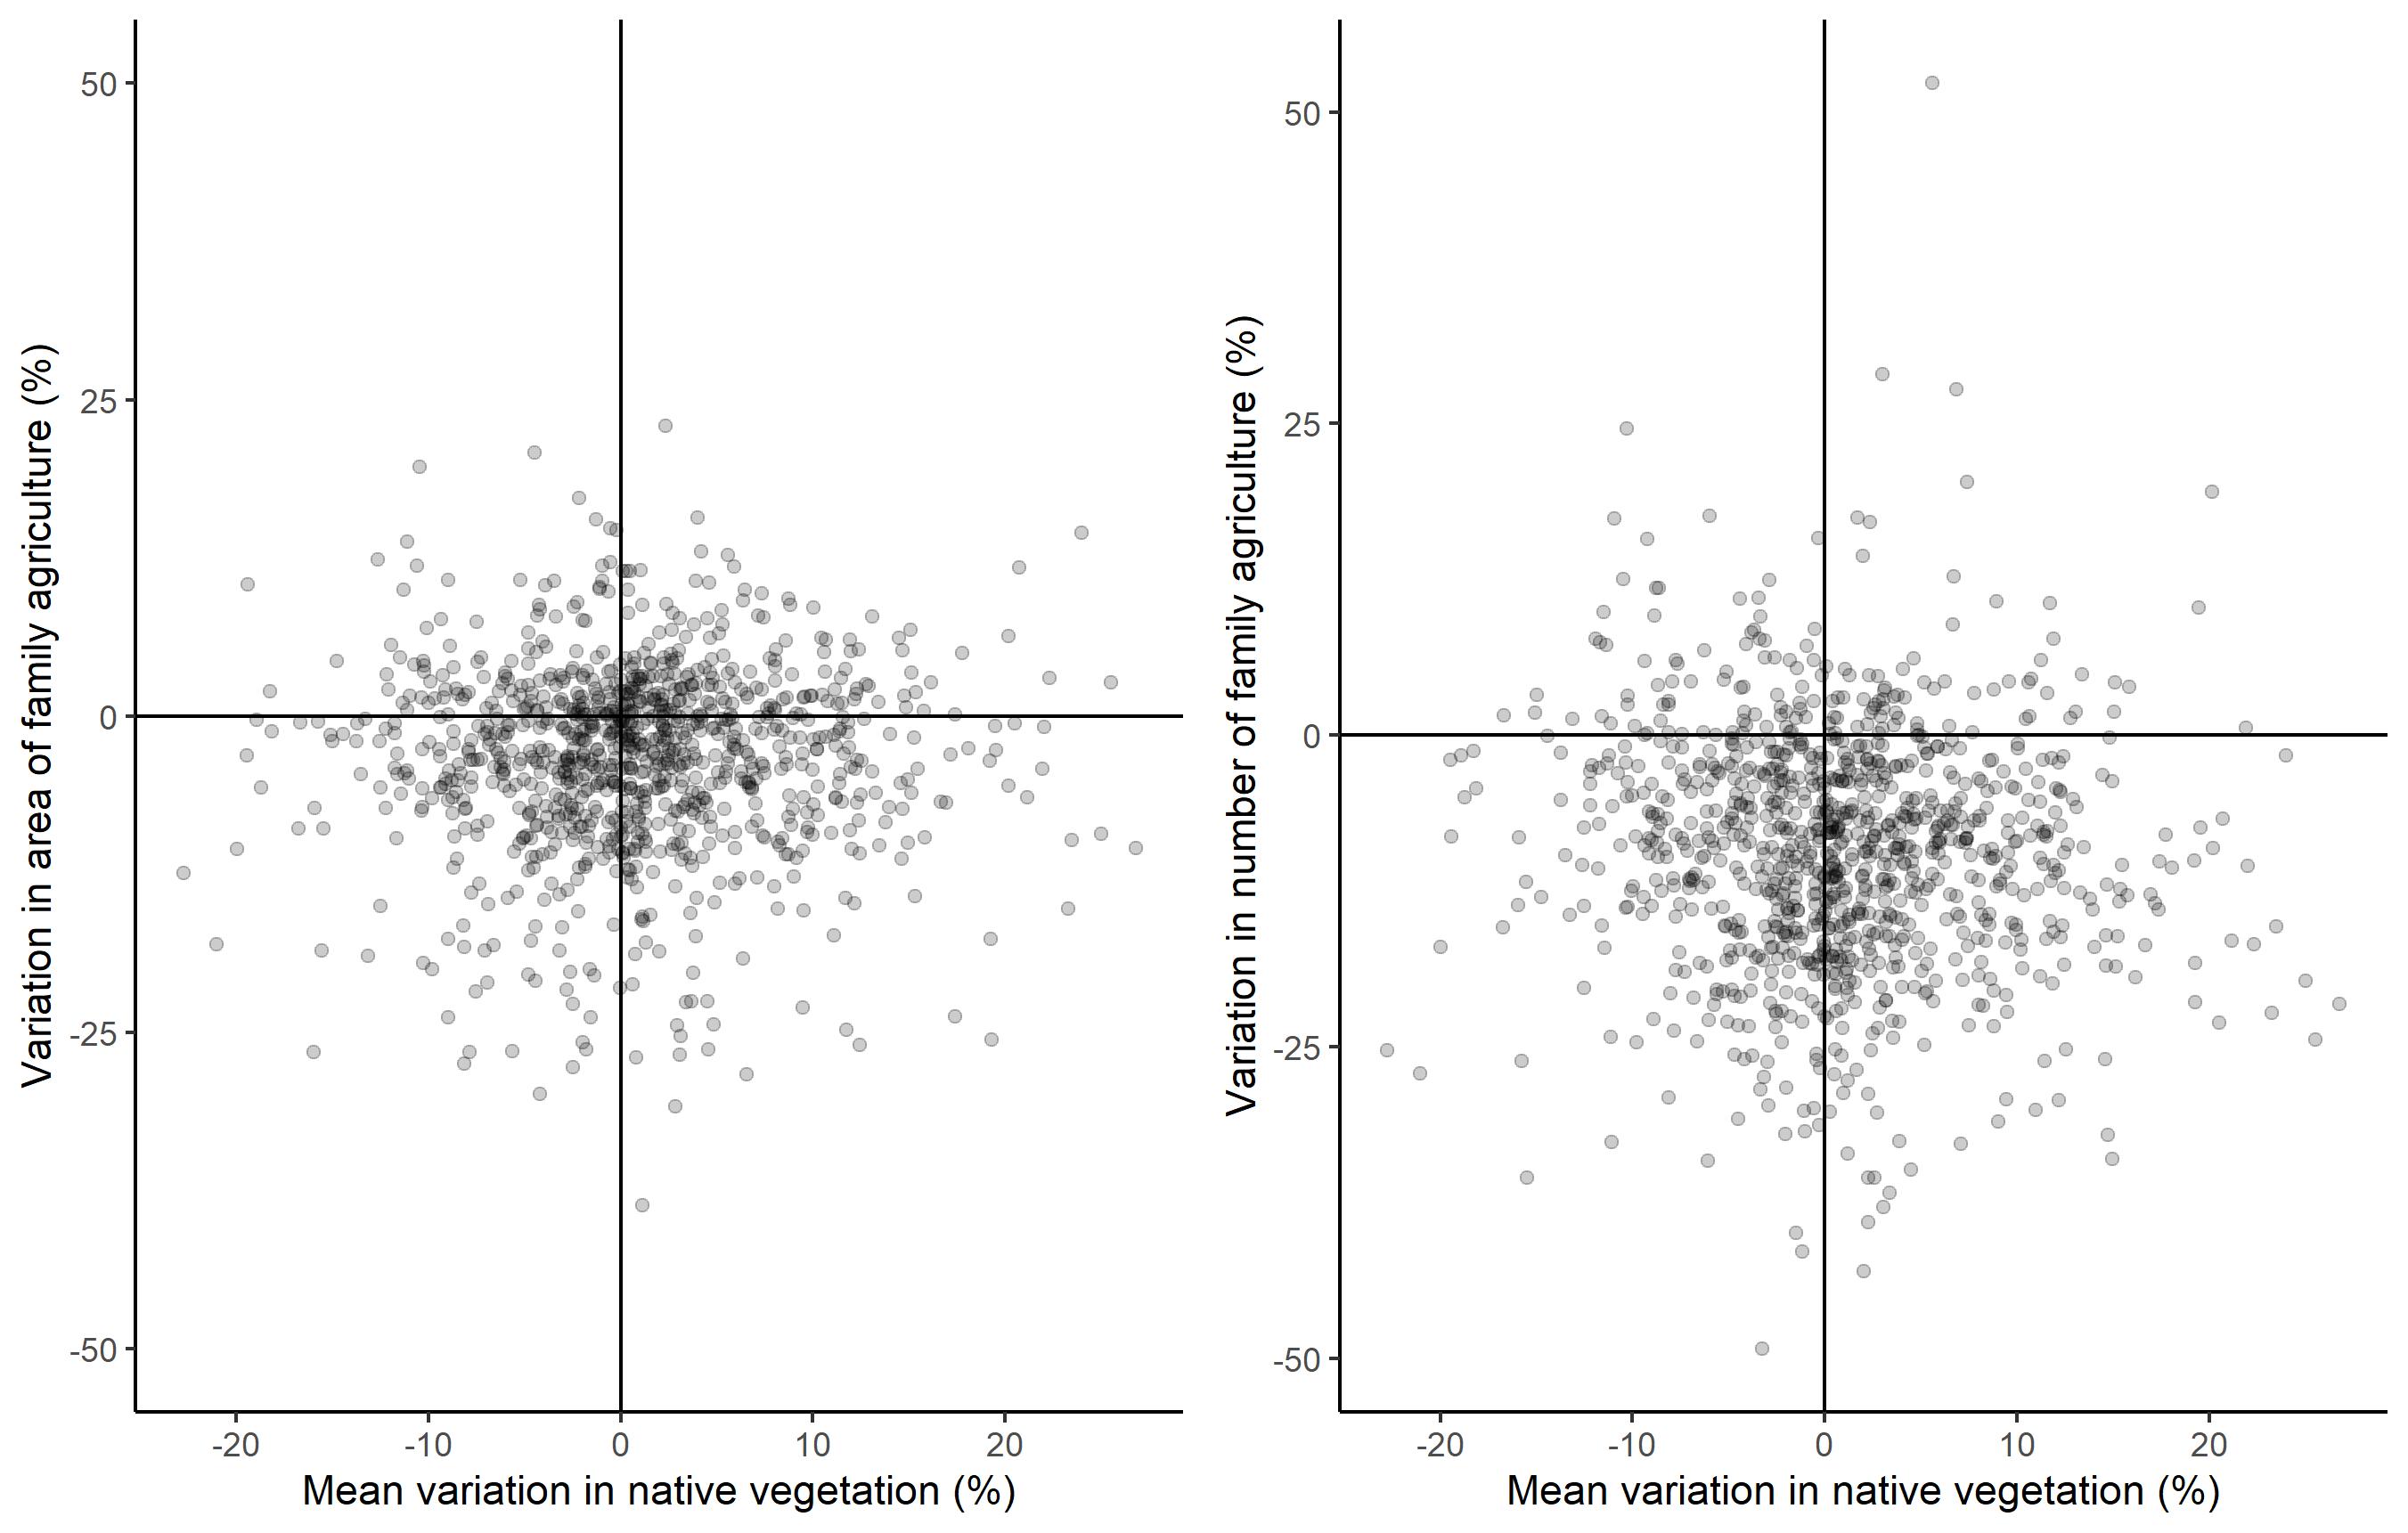 Variation in area of family agriculture (%)
50
25
0
-25
-50
-20 -10 0 10 20
Mean variation in native vegetation (%)
Variation in number of family agriculture (%)
50
25
0
-25
-50
-20 -10 0 10 20
Mean variation in native vegetation (%)